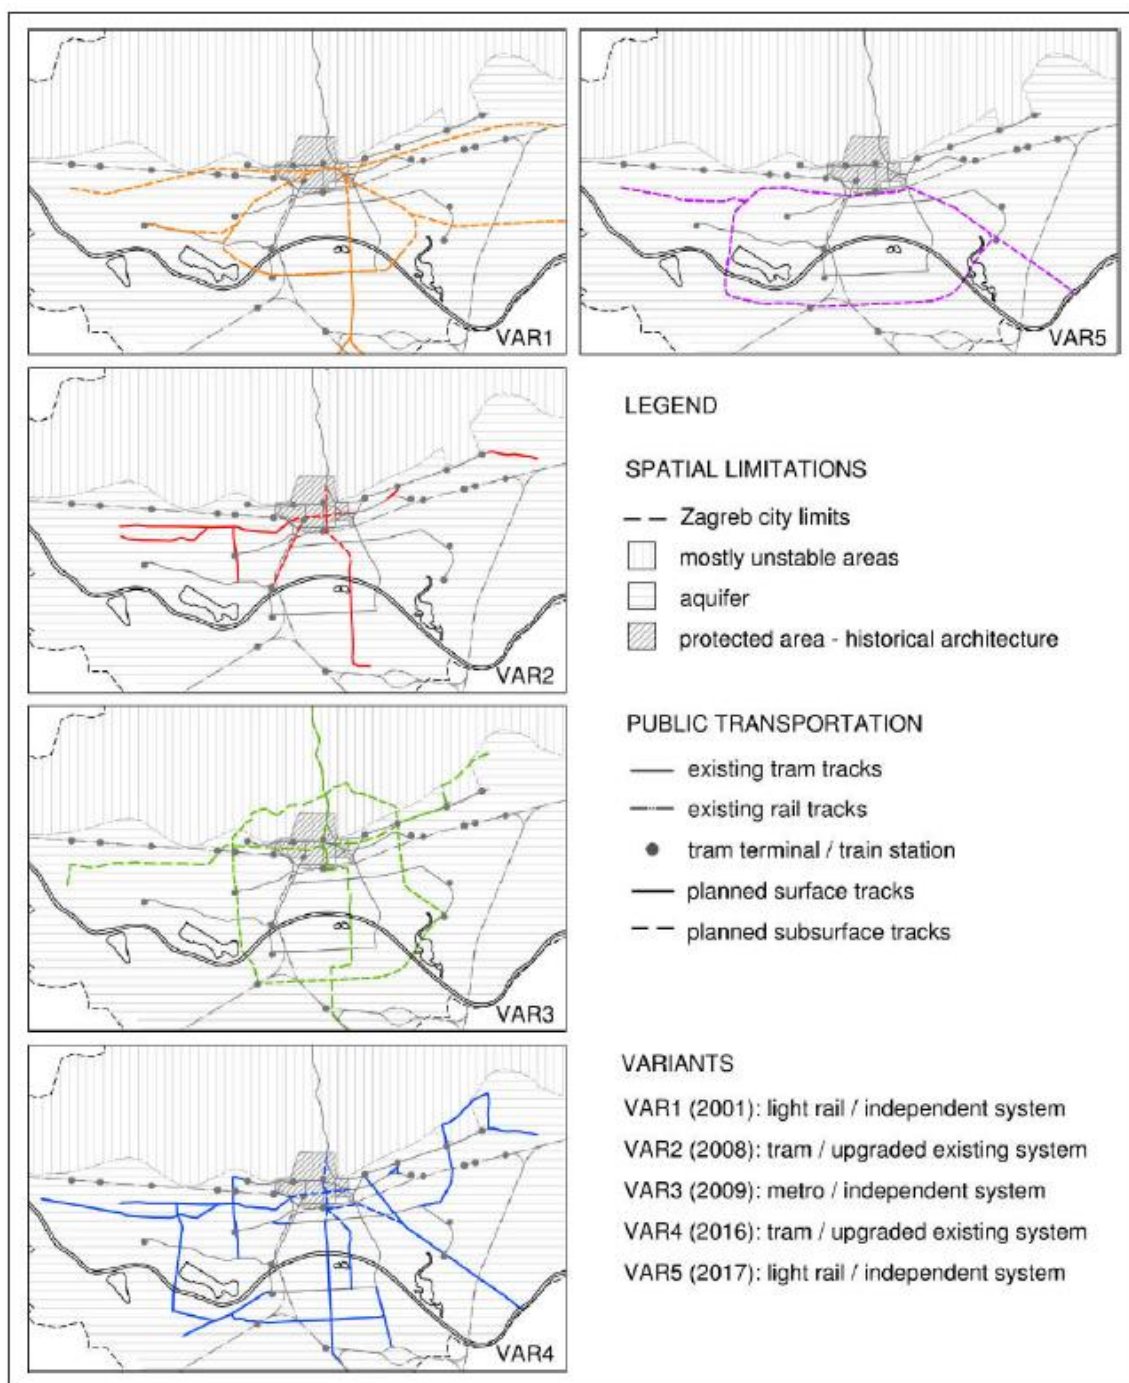 VAR1
VAR5
VAR2
LEGEND
SPATIAL LIMITATIONS
Zagreb city limits
mostly unstable areas
aquifer
protected area - historical architecture
VAR3
PUBLIC TRANSPORTATION
existing tram tracks
existing rail tracks
tram terminal / train station
planned surface tracks
planned subsurface tracks
VAR4
VARIANTS
VAR1 (2001): light rail / independent system
VAR2 (2008): tram / upgraded existing system
VAR3 (2009): metro / independent system
VAR4 (2016): tram / upgraded existing system
VAR5 (2017): light rail / independent system